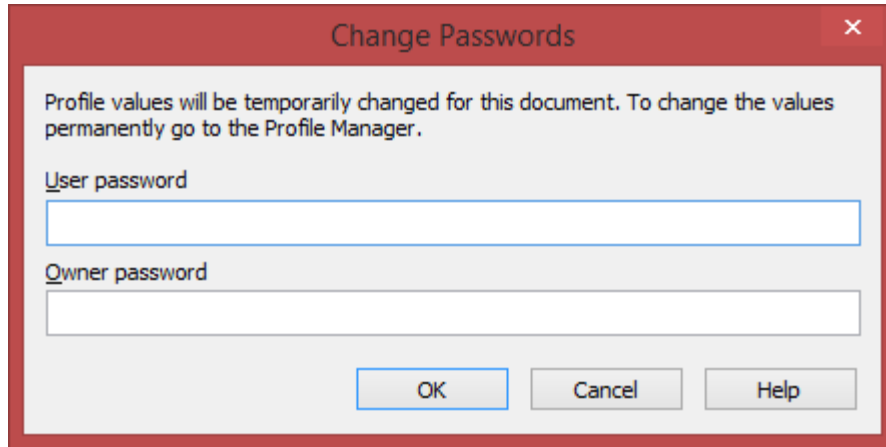 Change Passwords
Profile values will be temporarily changed for this document. To change the values
permanently go to the Profile Manager.
User password
Owner password
OK Cancel Help